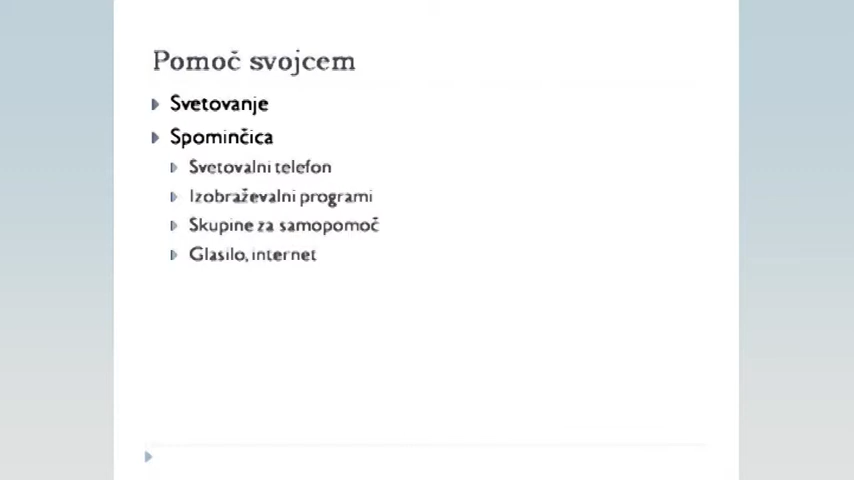 Pomoč svojcem
Svetovanje
Spominčica
Svetovalni telefon
Izobraževalni programi
Skupine za samopomoč
Glasilo, internet